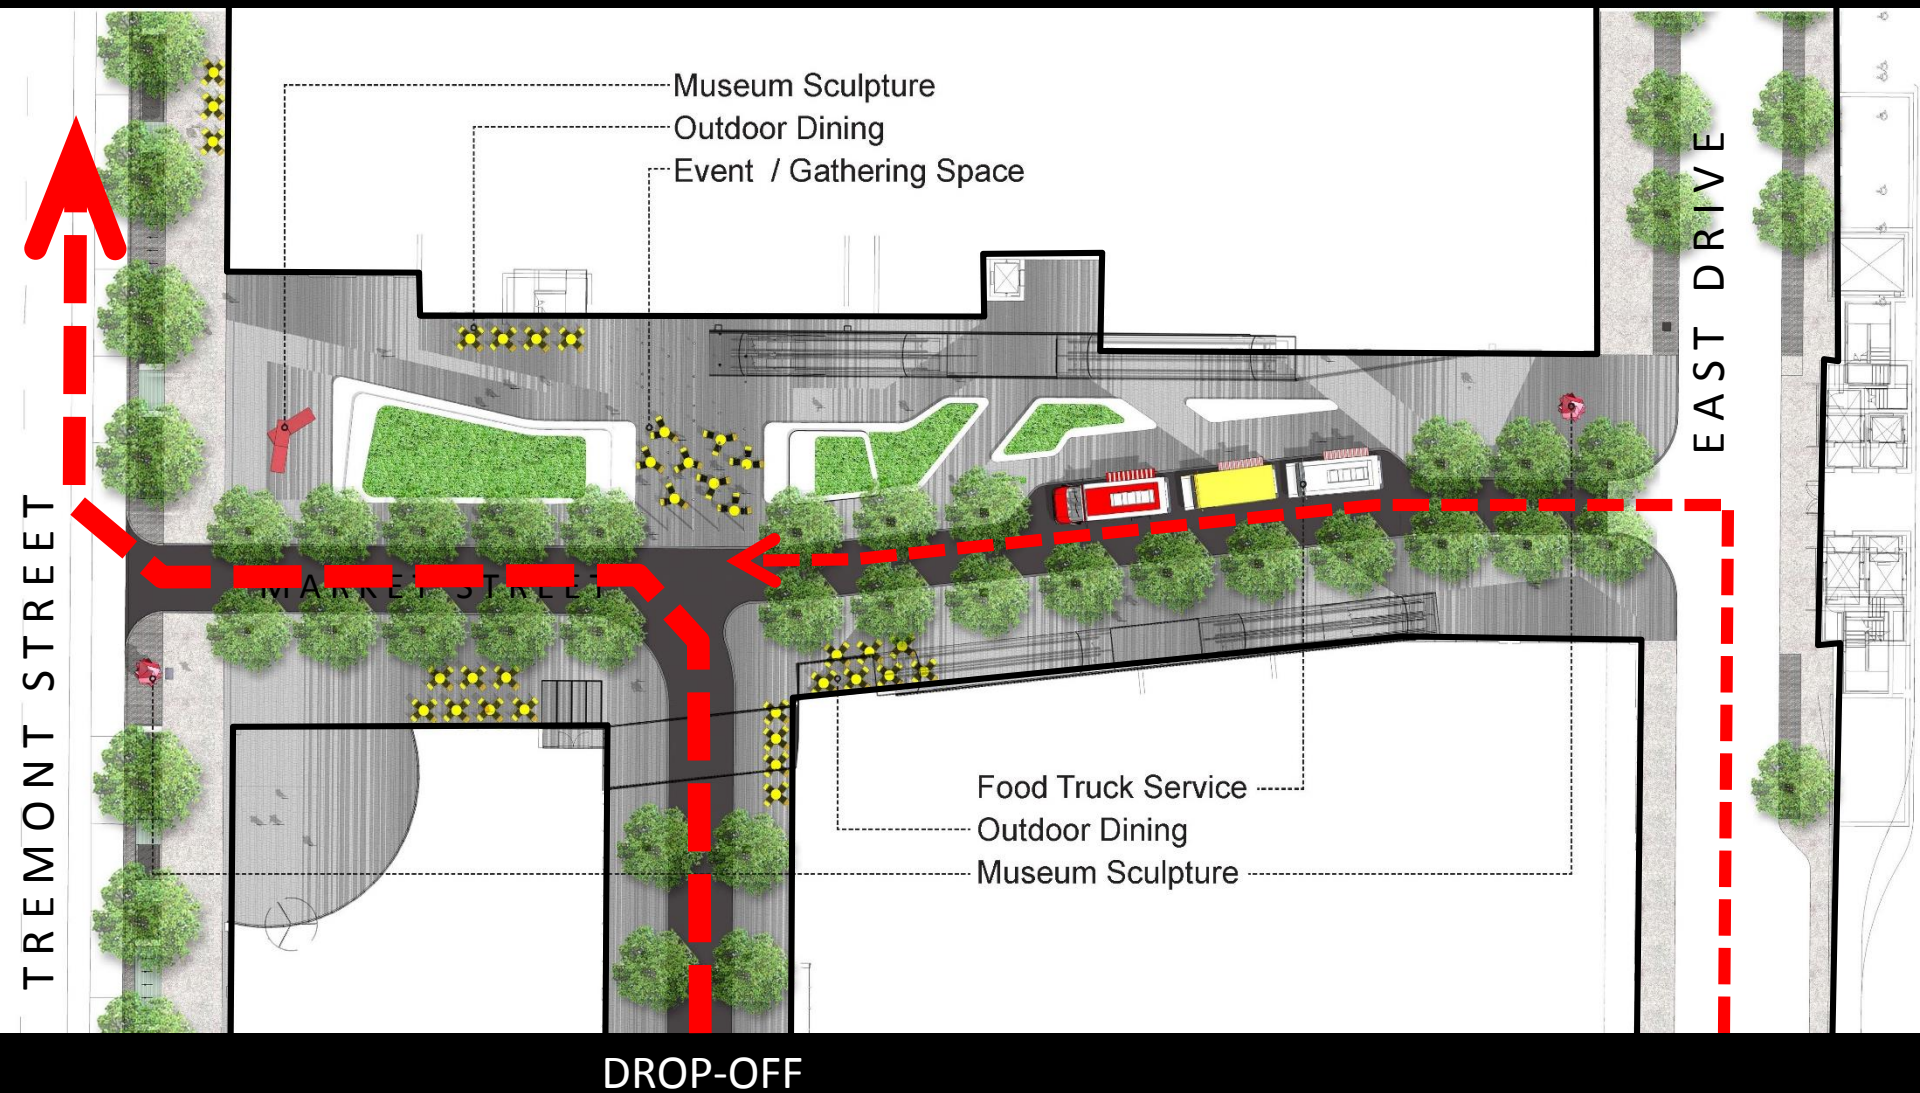 Museum Sculpture
Outdoor Dining
Event / Gathering Space
EAST DRIVE
TREMONT STREET
MARKET STREET
Food Truck Service
Outdoor Dining
Museum Sculpture
DROP-OFF